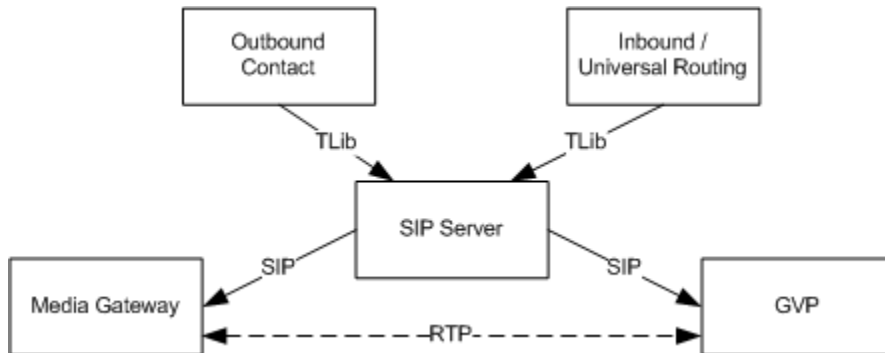 Outbound
Contact
Inbound /
Universal Routing
TLib
TLib
SIP Server
SIP
SIP
Media Gateway
RTP
GVP